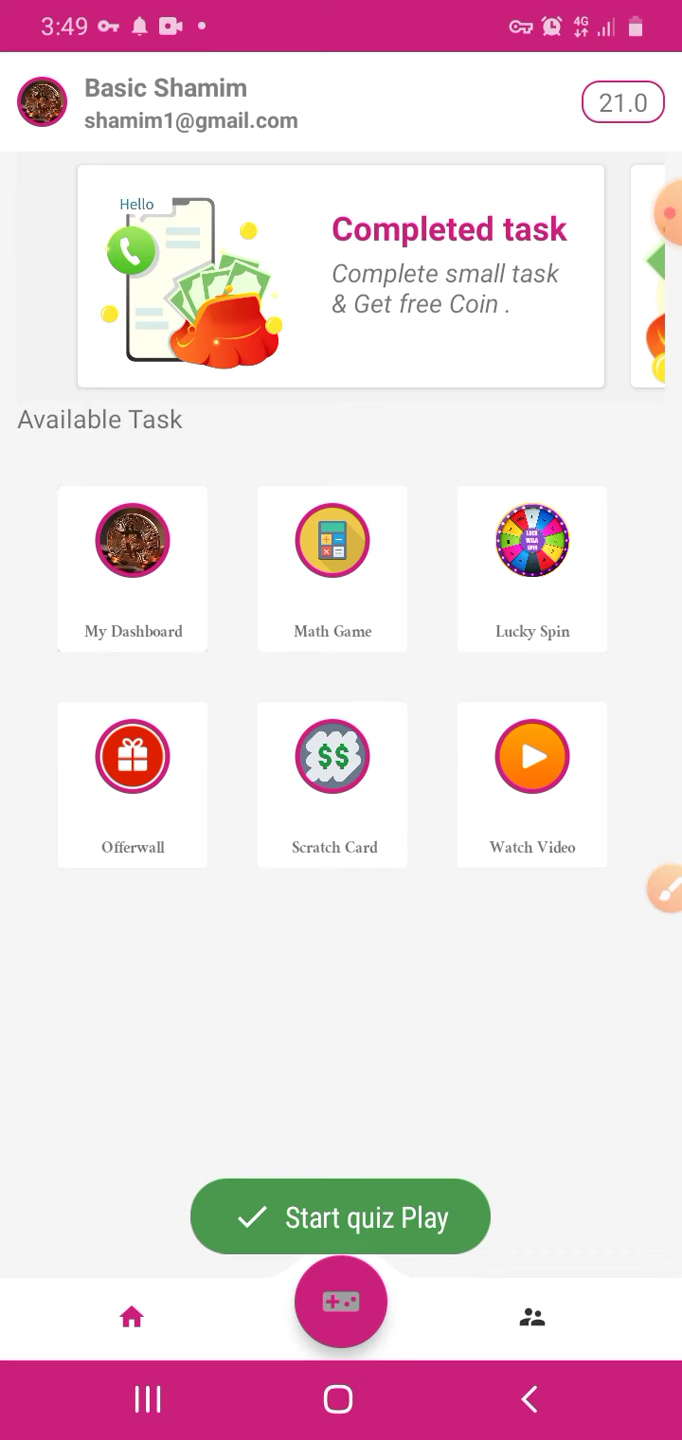 3:49
4G
Basic Shamim
shamim1@gmail.com
21.0
Hello
Completed task
Complete small task
& Get free Coin .
Available Task
My Dashboard
Math Game
Lucky Spin
Offerwall
$$
Scratch Card
Watch Video
Start quiz Play